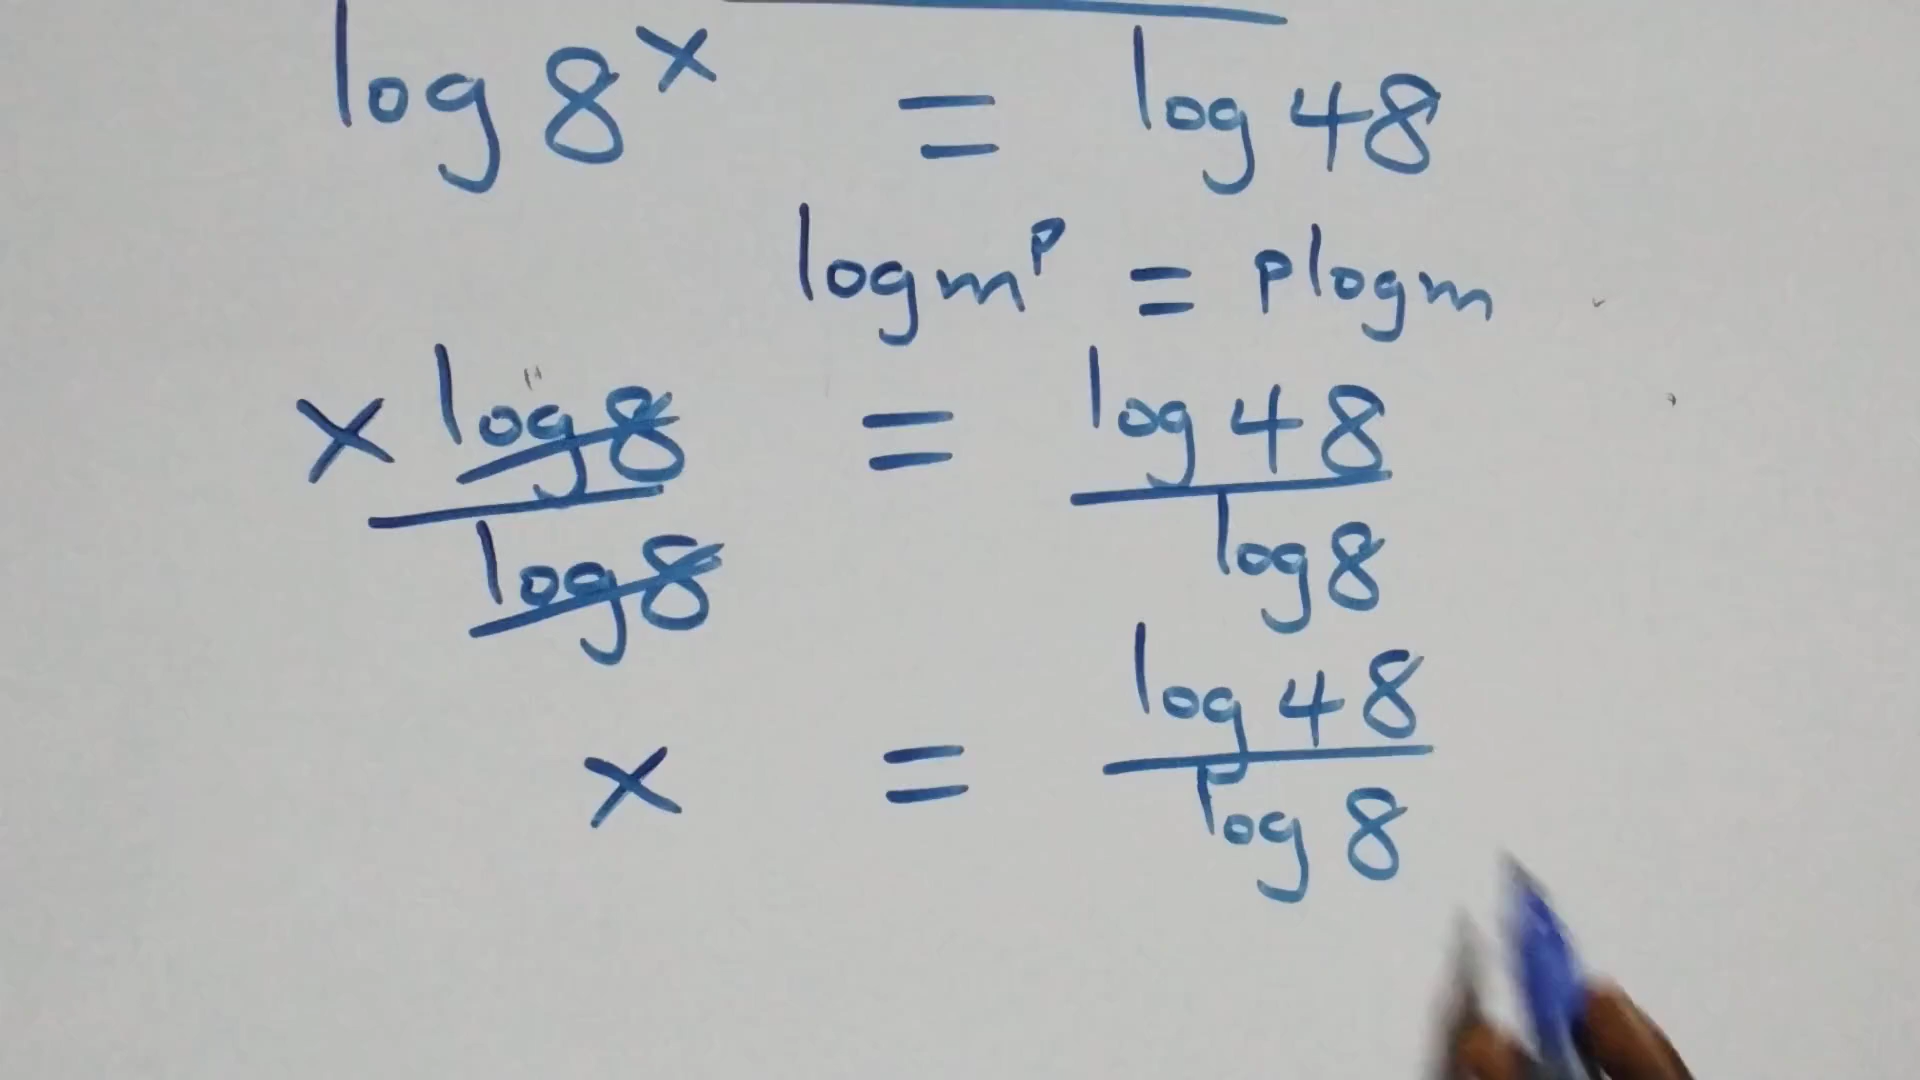 log 8^x = log 48
log m^p = p log m
x log 8 / log 8 = log 48 / log 8
x = log 48 / log 8